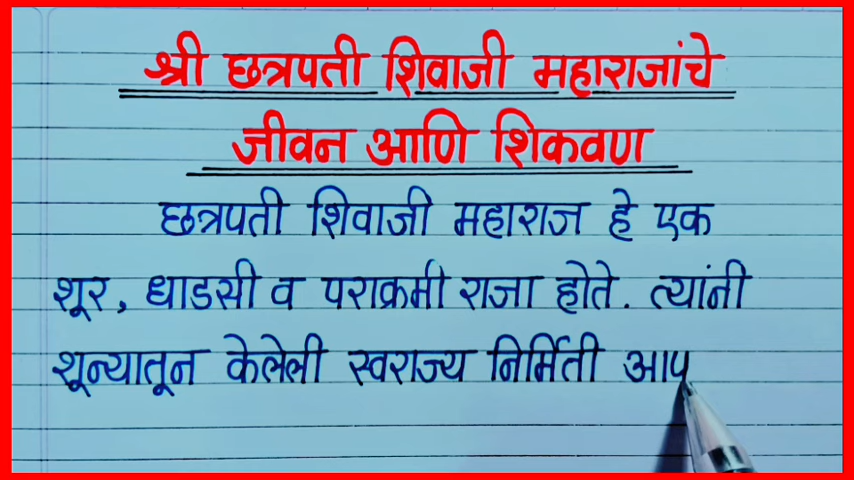 श्री छत्रपती शिवाजी महाराजांचे
जीवन आणि शिकवण
छत्रपती शिवाजी महाराज हे एक
शूर, धाडसी व पराक्रमी राजा होते. त्यांनी
शून्यातून केलेली स्वराज्य निर्मिती आप